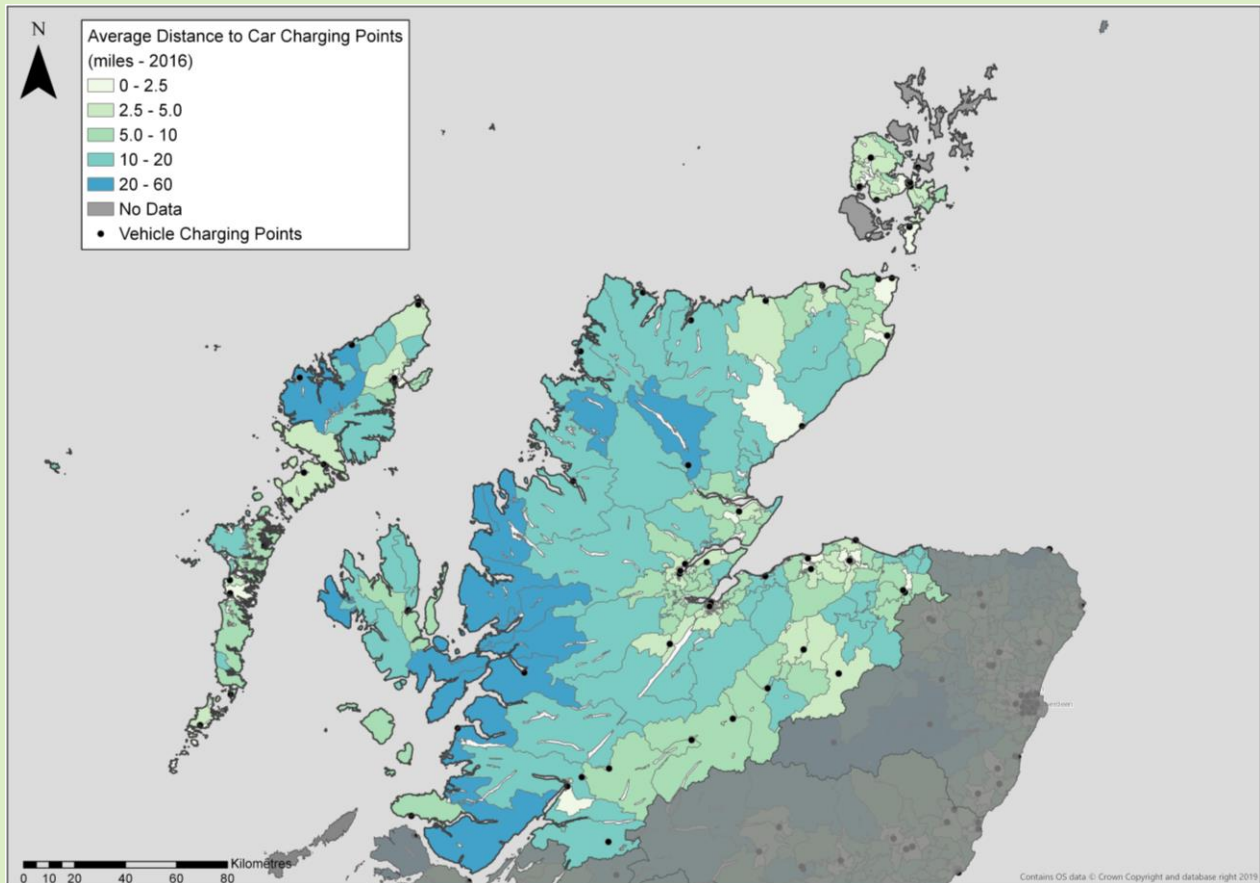 N
Average Distance to Car Charging Points
(miles - 2016)
0 - 2.5
2.5 - 5.0
5.0 - 10
10 - 20
20 - 60
No Data
Vehicle Charging Points
Kilometres
0 10 20 40 60 80
Contains OS data © Crown Copyright and database right 2019